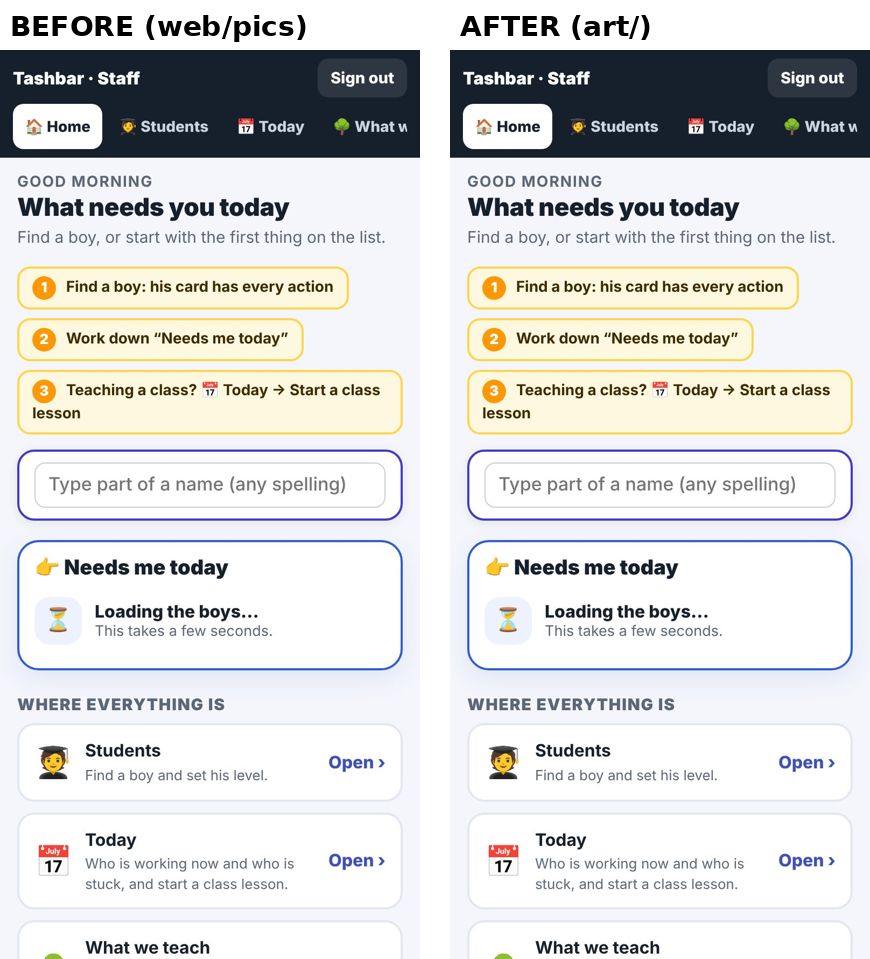 BEFORE (web/pics)
Tashbar · Staff
Sign out
Home
Students
Today
What w
GOOD MORNING
What needs you today
Find a boy, or start with the first thing on the list.
1 Find a boy: his card has every action
2 Work down “Needs me today”
3 Teaching a class? 📅 Today → Start a class
lesson
Type part of a name (any spelling)
👉 Needs me today
Loading the boys…
This takes a few seconds.
WHERE EVERYTHING IS
Students
Find a boy and set his level.
Open ›
July
17
Today
Who is working now and who is
stuck, and start a class lesson.
Open ›
What we teach
AFTER (art/)
Tashbar · Staff
Sign out
Home
Students
Today
What w
GOOD MORNING
What needs you today
Find a boy, or start with the first thing on the list.
1 Find a boy: his card has every action
2 Work down “Needs me today”
3 Teaching a class? 📅 Today → Start a class
lesson
Type part of a name (any spelling)
👉 Needs me today
Loading the boys…
This takes a few seconds.
WHERE EVERYTHING IS
Students
Find a boy and set his level.
Open ›
July
17
Today
Who is working now and who is
stuck, and start a class lesson.
Open ›
What we teach